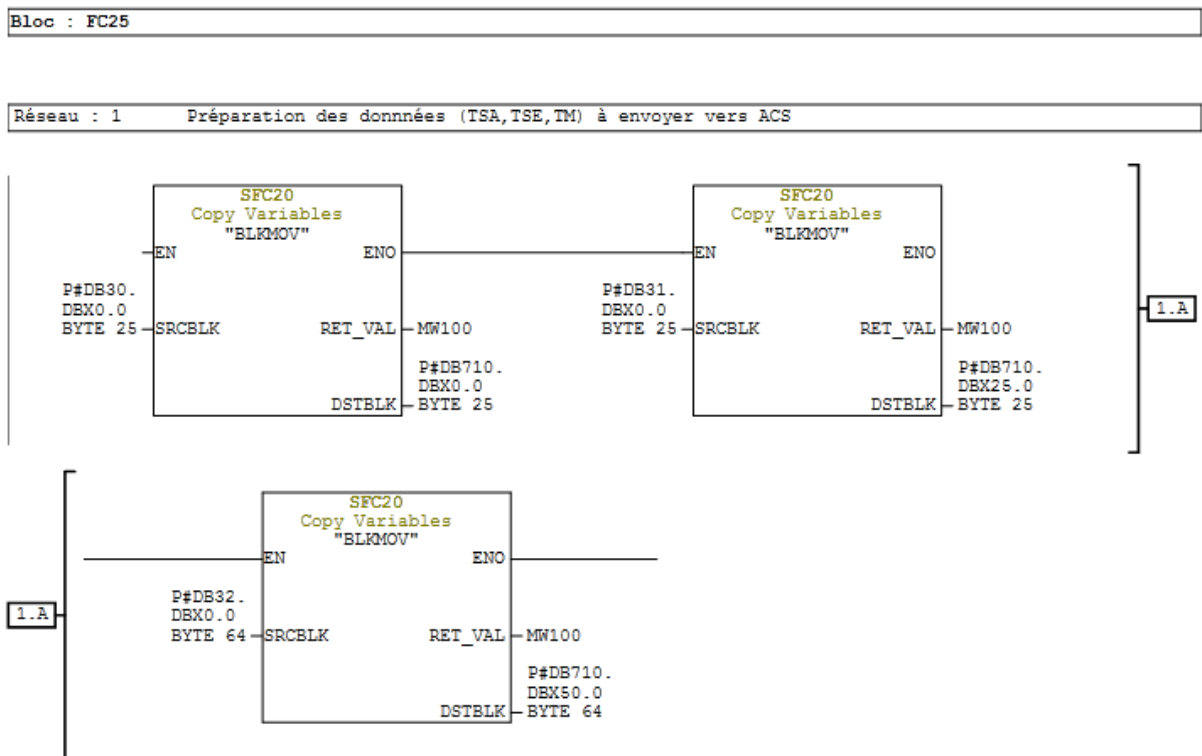 Bloc : FC25
Réseau : 1 Préparation des donnnées (TSA,TSE,TM) à envoyer vers ACS
SFC20
Copy Variables
"BLKMOV"
EN ENO
P#DB30.
DBX0.0
BYTE 25 SRCBLK RET_VAL MW100
P#DB710.
DBX0.0
DSTBLK BYTE 25
SFC20
Copy Variables
"BLKMOV"
EN ENO
P#DB31.
DBX0.0
BYTE 25 SRCBLK RET_VAL MW100
P#DB710.
DBX25.0
DSTBLK BYTE 25
1.A
1.A
SFC20
Copy Variables
"BLKMOV"
EN ENO
P#DB32.
DBX0.0
BYTE 64 SRCBLK RET_VAL MW100
P#DB710.
DBX50.0
DSTBLK BYTE 64